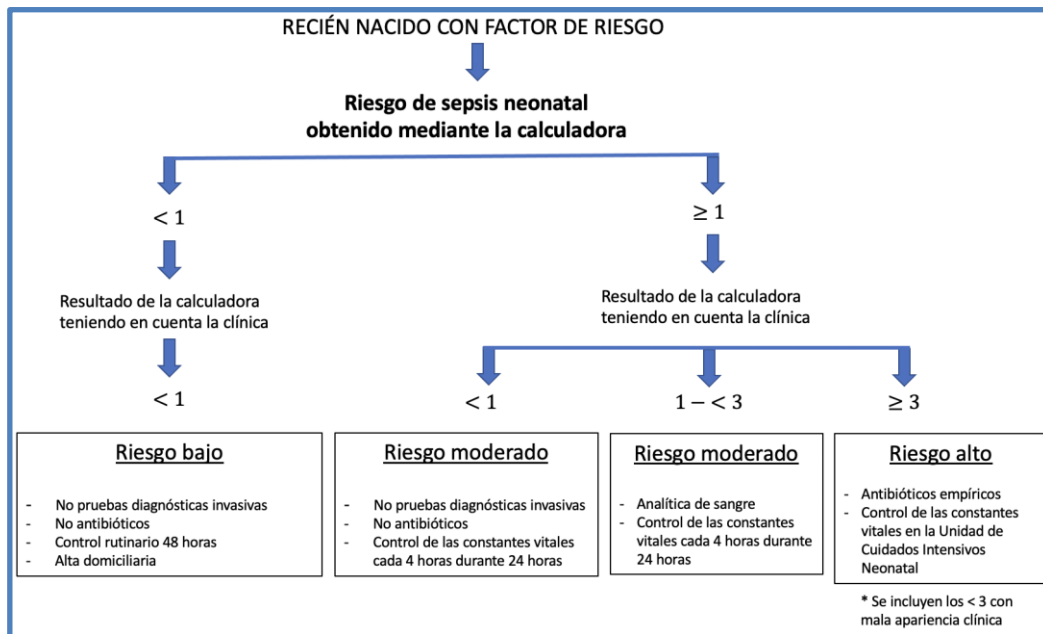 RECIÉN NACIDO CON FACTOR DE RIESGO
Riesgo de sepsis neonatal
obtenido mediante la calculadora
< 1
≥ 1
Resultado de la calculadora
teniendo en cuenta la clínica
Resultado de la calculadora
teniendo en cuenta la clínica
< 1
< 1
1 – < 3
≥ 3
Riesgo bajo
- No pruebas diagnósticas invasivas
- No antibióticos
- Control rutinario 48 horas
- Alta domiciliaria
Riesgo moderado
- No pruebas diagnósticas invasivas
- No antibióticos
- Control de las constantes vitales
cada 4 horas durante 24 horas
Riesgo moderado
- Analítica de sangre
- Control de las constantes
vitales cada 4 horas durante
24 horas
Riesgo alto
- Antibióticos empíricos
- Control de las constantes
vitales en la Unidad de
Cuidados Intensivos
Neonatal
* Se incluyen los < 3 con
mala apariencia clínica